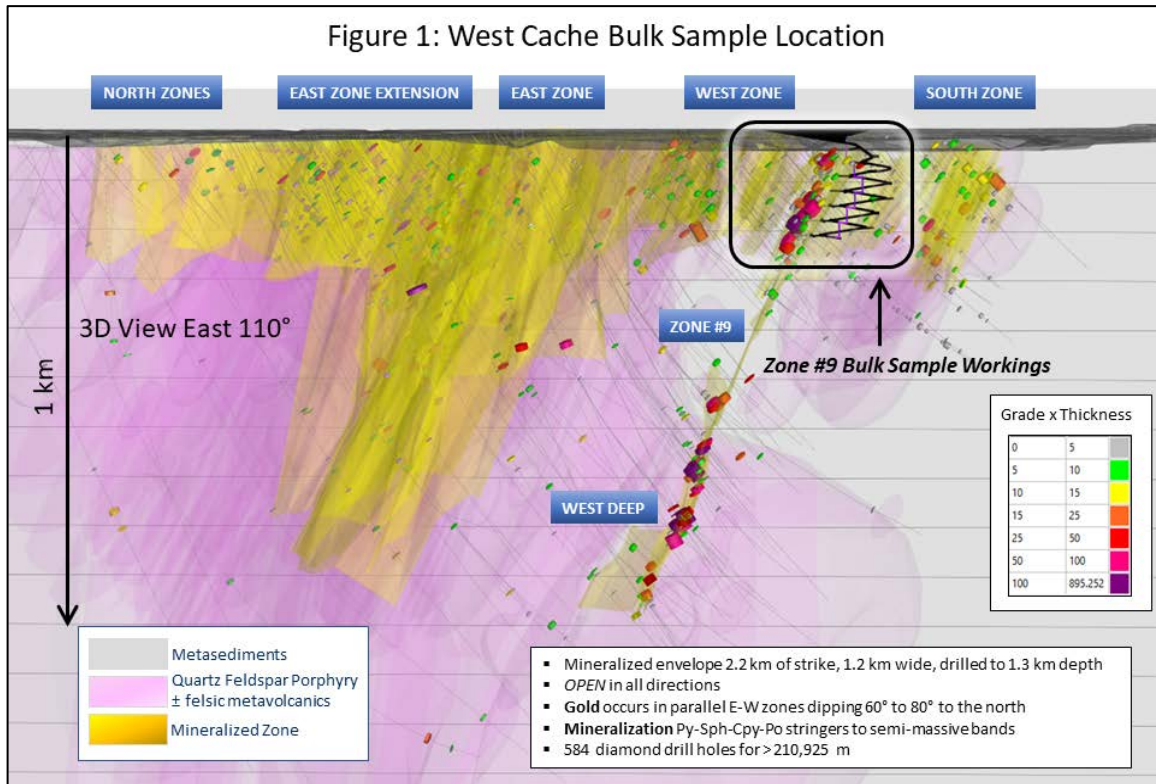 Figure 1: West Cache Bulk Sample Location
NORTH ZONES
EAST ZONE EXTENSION
EAST ZONE
WEST ZONE
SOUTH ZONE
3D View East 110°
1 km
ZONE #9
Zone #9 Bulk Sample Workings
WEST DEEP
Grade x Thickness
0 5
5 10
10 15
15 25
25 50
50 100
100 895.252
Metasediments
Quartz Feldspar Porphyry
± felsic metavolcanics
Mineralized Zone
▪ Mineralized envelope 2.2 km of strike, 1.2 km wide, drilled to 1.3 km depth
▪ OPEN in all directions
▪ Gold occurs in parallel E-W zones dipping 60° to 80° to the north
▪ Mineralization Py-Sph-Cpy-Po stringers to semi-massive bands
▪ 584 diamond drill holes for > 210,925 m